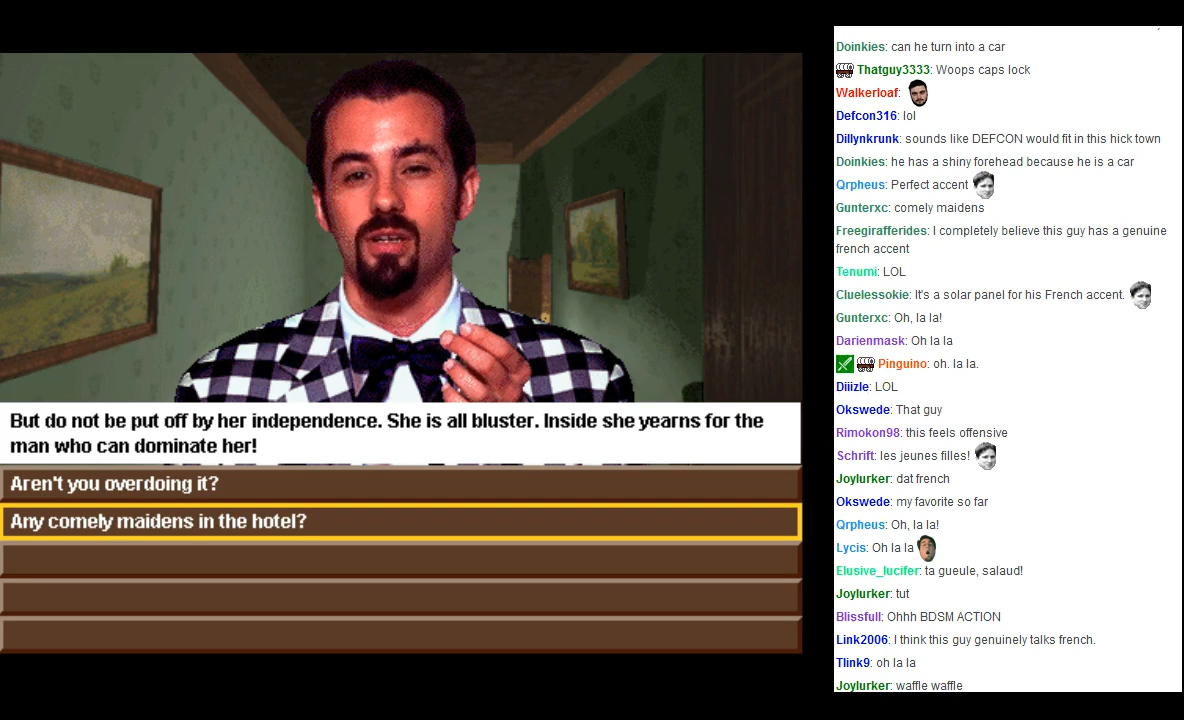 But do not be put off by her independence. She is all bluster. Inside she yearns for the
man who can dominate her!
Aren't you overdoing it?
Any comely maidens in the hotel?
Doinkies: can he turn into a car
Thatguy3333: Woops caps lock
Walkerloaf:
Defcon316: lol
Dillynkrunk: sounds like DEFCON would fit in this hick town
Doinkies: he has a shiny forehead because he is a car
Qrpheus: Perfect accent
Gunterxc: comely maidens
Freegirafferides: I completely believe this guy has a genuine
french accent
Tenumi: LOL
Cluelessokie: It's a solar panel for his French accent.
Gunterxc: Oh, la la!
Darienmask: Oh la la
Pinguino: oh. la la.
Diiizle: LOL
Okswede: That guy
Rimokon98: this feels offensive
Schrift: les jeunes filles!
Joylurker: dat french
Okswede: my favorite so far
Qrpheus: Oh, la la!
Lycis: Oh la la
Elusive_lucifer: ta gueule, salaud!
Joylurker: tut
Blissfull: Ohhh BDSM ACTION
Link2006: I think this guy genuinely talks french.
Tlink9: oh la la
Joylurker: waffle waffle